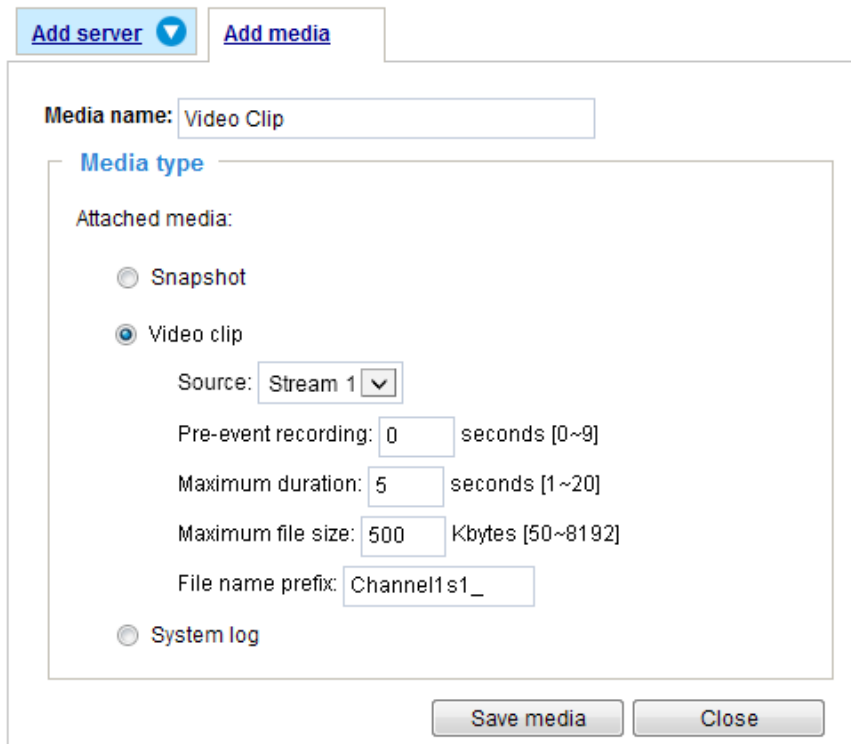 Add server Add media
Media name: Video Clip
Media type
Attached media:
Snapshot
Video clip
Source: Stream 1
Pre-event recording: 0 seconds [0~9]
Maximum duration: 5 seconds [1~20]
Maximum file size: 500 Kbytes [50~8192]
File name prefix: Channel1s1_
System log
Save media Close